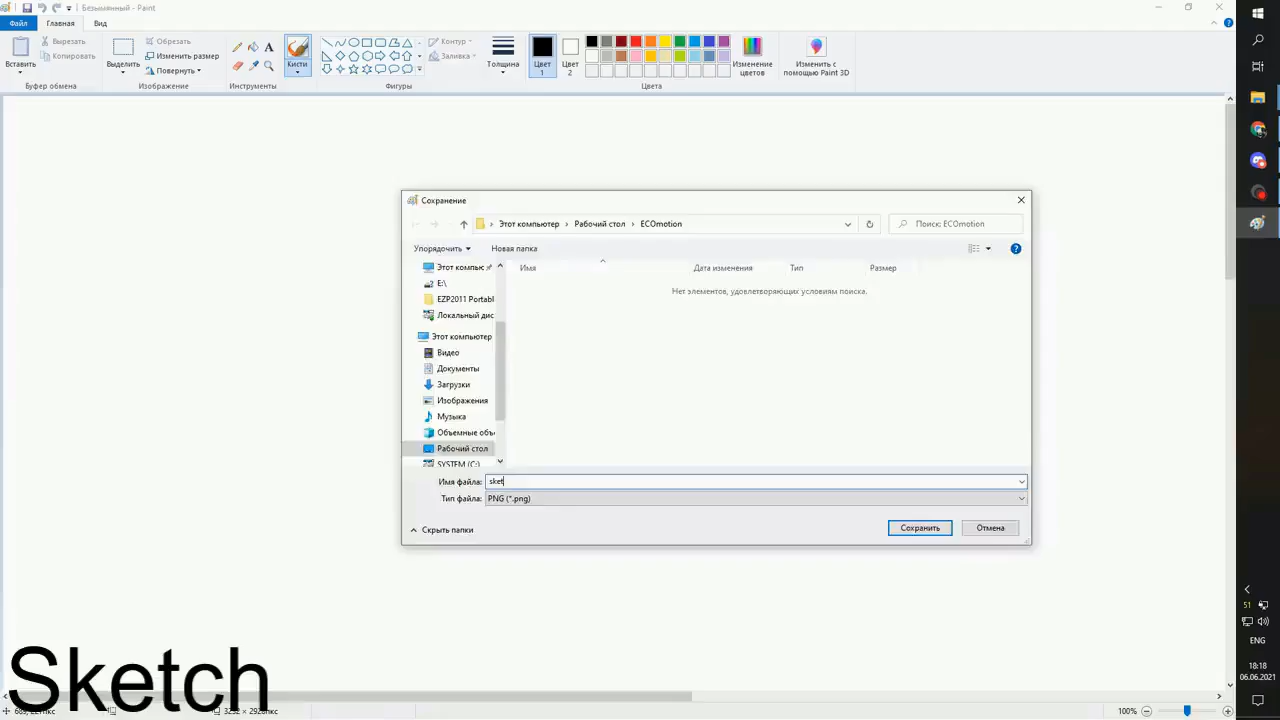 Безымянный - Paint
Файл Главная Вид
Вставить
Вырезать
Копировать
Буфер обмена
Выделить
Обрезать
Изменить размер
Повернуть
Изображение
Инструменты
Кисти
Контур
Заливка
Фигуры
Толщина
Цвет 1
Цвет 2
Изменение цветов
Цвета
Изменить с помощью Paint 3D
Сохранение
Этот компьютер Рабочий стол ECOmotion
Поиск: ECOmotion
Упорядочить Новая папка
Имя Дата изменения Тип Размер
Нет элементов, удовлетворяющих условиям поиска.
Этот компьк
E:\
EZP2011 Portabl
Локальный дис
Этот компьютер
Видео
Документы
Загрузки
Изображения
Музыка
Объемные объ
Рабочий стол
SYSTEM (C:)
Имя файла: sket
Тип файла: PNG (*.png)
Скрыть папки
Сохранить Отмена
Sketch
100%
51
ENG
18:18
06.06.2021